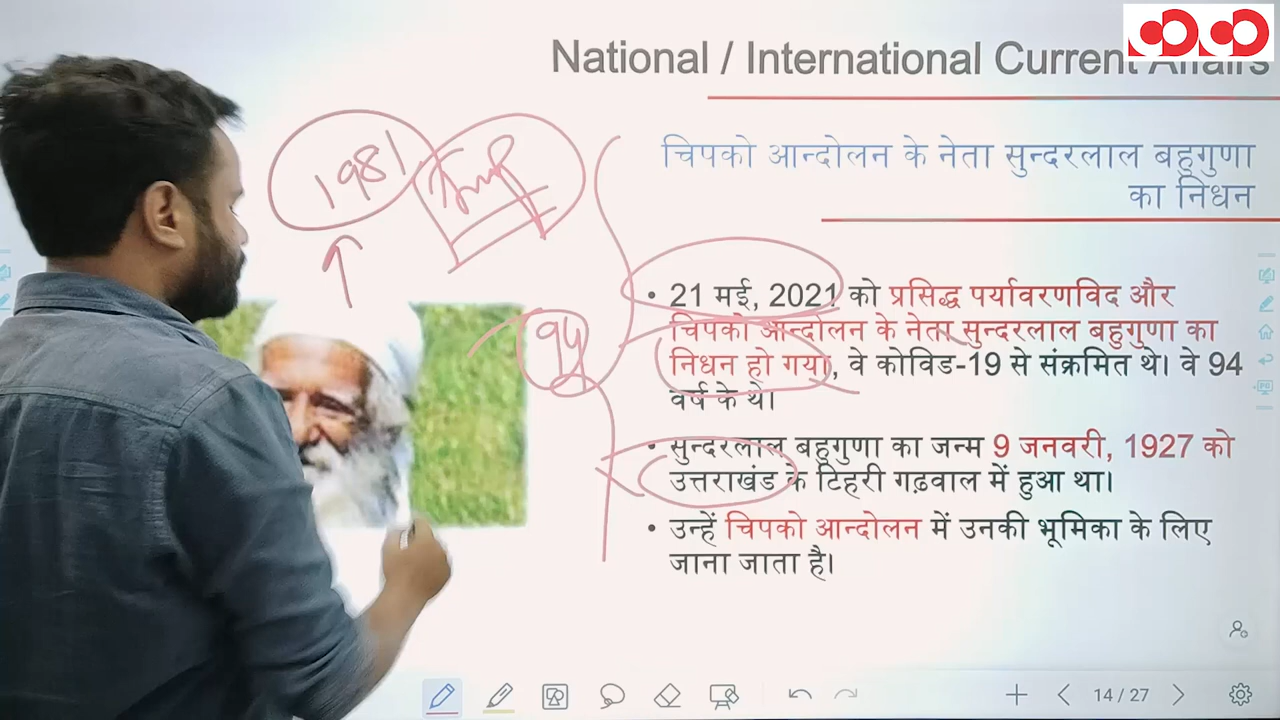 National / International Current Affairs
चिपको आन्दोलन के नेता सुन्दरलाल बहुगुणा
का निधन
1981
Imp
94
• 21 मई, 2021 को प्रसिद्ध पर्यावरणविद और
चिपको आन्दोलन के नेता सुन्दरलाल बहुगुणा का
निधन हो गया, वे कोविड-19 से संक्रमित थे। वे 94
वर्ष के थे।
• सुन्दरलाल बहुगुणा का जन्म 9 जनवरी, 1927 को
उत्तराखंड के टिहरी गढ़वाल में हुआ था।
• उन्हें चिपको आन्दोलन में उनकी भूमिका के लिए
जाना जाता है।
14 / 27